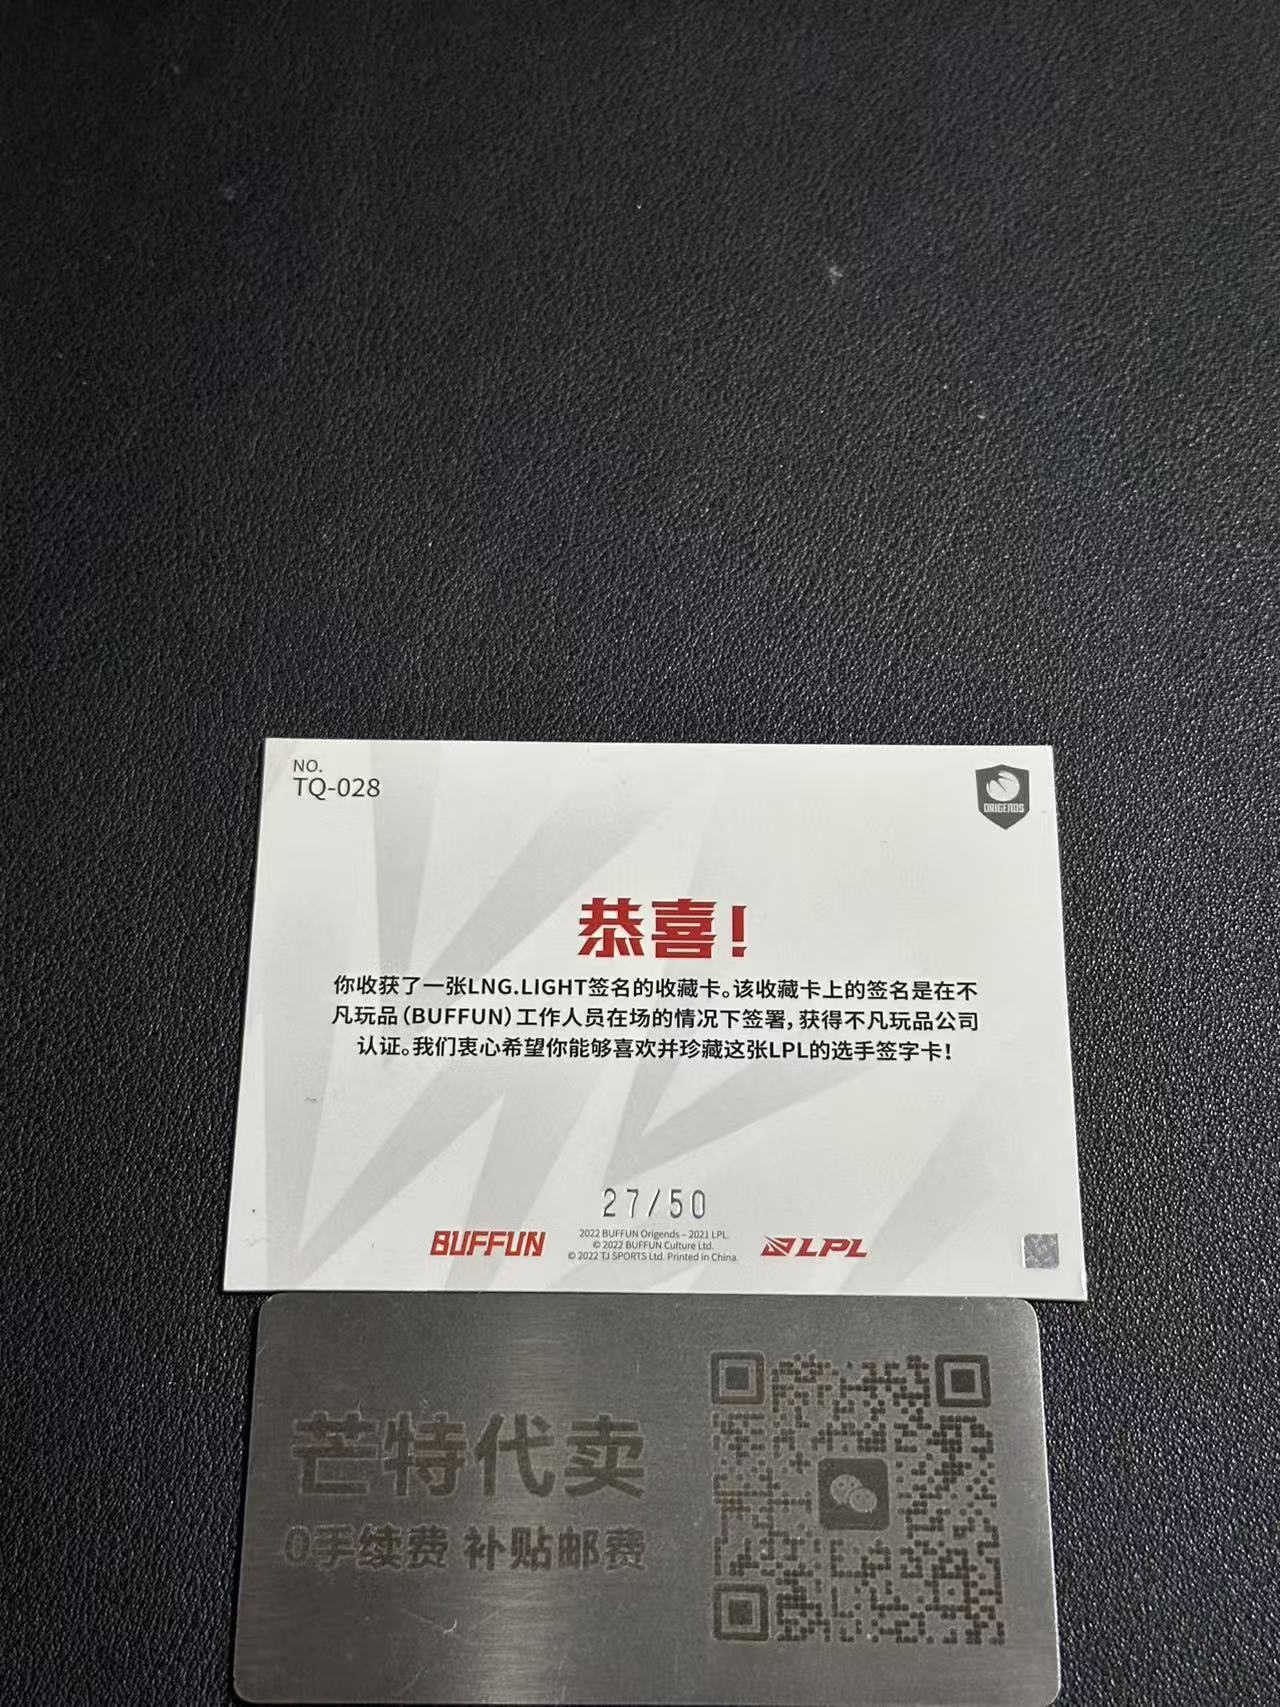 NO.
TQ-028
ORIGENDS
恭喜！
你收获了一张LNG.LIGHT签名的收藏卡。该收藏卡上的签名是在不
凡玩品（BUFFUN）工作人员在场的情况下签署，获得不凡玩品公司
认证。我们衷心希望你能够喜欢并珍藏这张LPL的选手签字卡！
27/50
BUFFUN
2022 BUFFUN Origends – 2021 LPL.
© 2022 BUFFUN Culture Ltd.
© 2022 TJ SPORTS Ltd. Printed in China.
LPL
芒特代卖
0手续费 补贴邮费